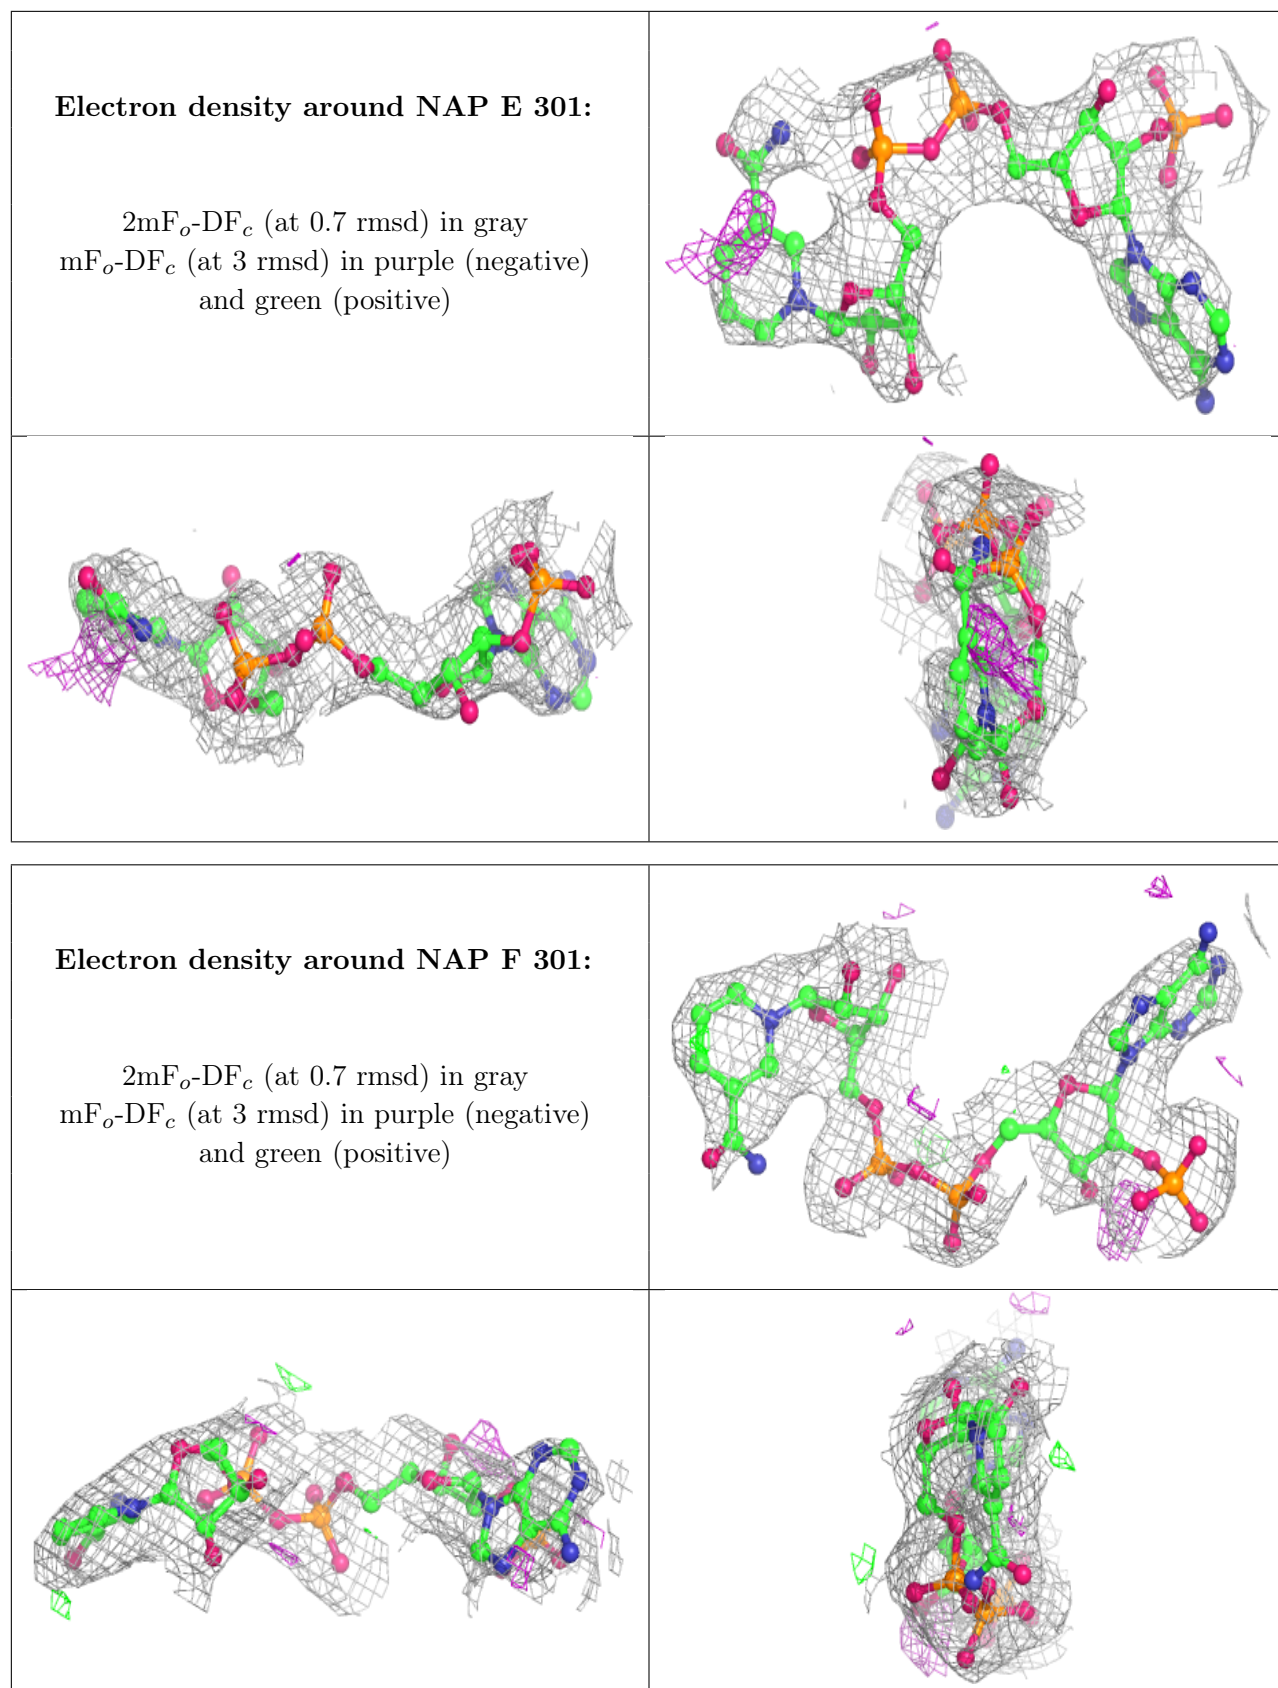 Electron density around NAP E 301:
2mFₒ-DF𝑐 (at 0.7 rmsd) in gray
mFₒ-DF𝑐 (at 3 rmsd) in purple (negative)
and green (positive)
Electron density around NAP F 301:
2mFₒ-DF𝑐 (at 0.7 rmsd) in gray
mFₒ-DF𝑐 (at 3 rmsd) in purple (negative)
and green (positive)